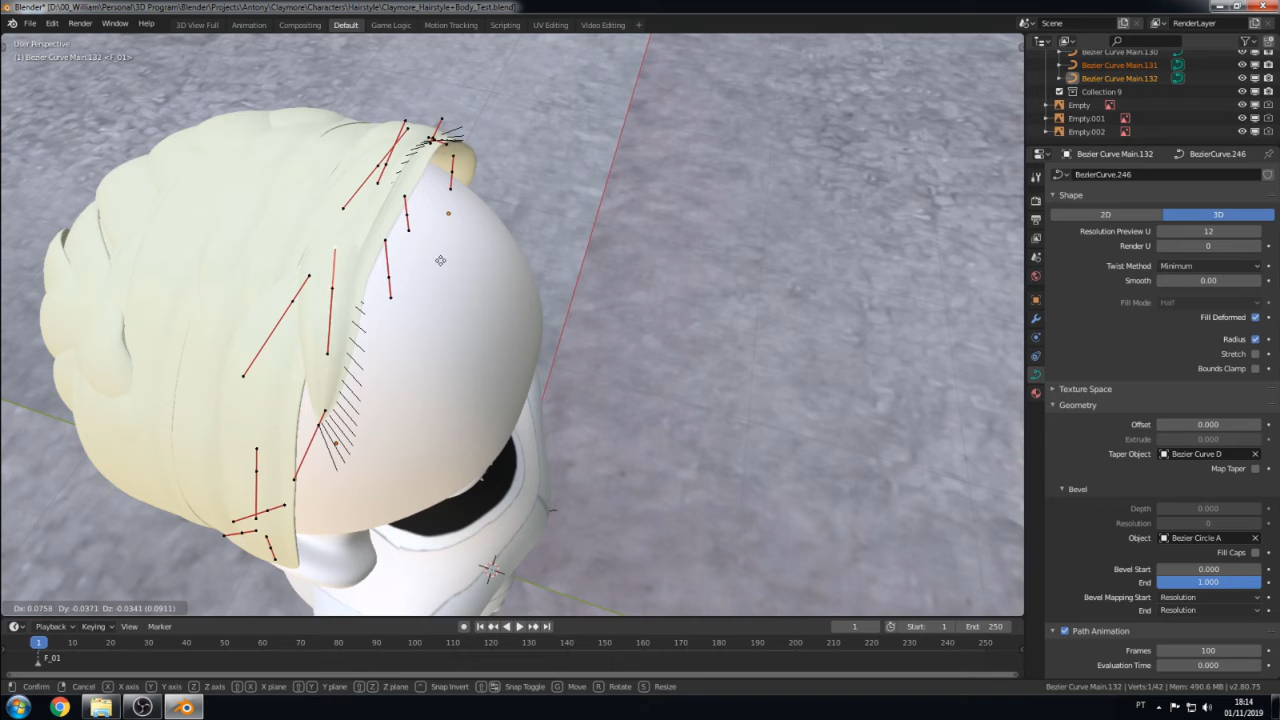 Blender* [D:\00_William\Personal\3D Program\Blender\Projects\Antony\Claymore\Characters\Hairstyle\Claymore_Hairstyle+Body_Test.blend]
File Edit Render Window Help
3D View Full Animation Compositing Default Game Logic Motion Tracking Scripting UV Editing Video Editing
Scene
RenderLayer
User Perspective
(1) Bezier Curve Main.132 <F_01>
Bezier Curve Main.130
Bezier Curve Main.131
Bezier Curve Main.132
Collection 9
Empty
Empty.001
Empty.002
Bezier Curve Main.132
BezierCurve.246
BezierCurve.246
Shape
2D
3D
Resolution Preview U 12
Render U 0
Twist Method Minimum
Smooth 0.00
Fill Mode Half
Fill Deformed
Radius
Stretch
Bounds Clamp
Texture Space
Geometry
Offset 0.000
Extrude 0.000
Taper Object Bezier Curve D
Map Taper
Bevel
Depth 0.000
Resolution 0
Object Bezier Circle A
Fill Caps
Bevel Start 0.000
End 1.000
Bevel Mapping Start Resolution
End Resolution
Path Animation
Frames 100
Evaluation Time 0.000
Dx: 0.0758 Dy: -0.0371 Dz: -0.0341 (0.0911)
Playback Keying View Marker
1
Start: 1
End: 250
1 10 20 30 40 50 60 70 80 90 100 110 120 130 140 150 160 170 180 190 200 210 220 230 240 250
F_01
Confirm Cancel X X axis Y Y axis Z Z axis X X plane Y Y plane Z Z plane Snap Invert Snap Toggle G Move R Rotate S Resize
Bezier Curve Main.132 | Verts:1/42 | Mem: 490.6 MB | v2.80.75
PT
18:14
01/11/2019